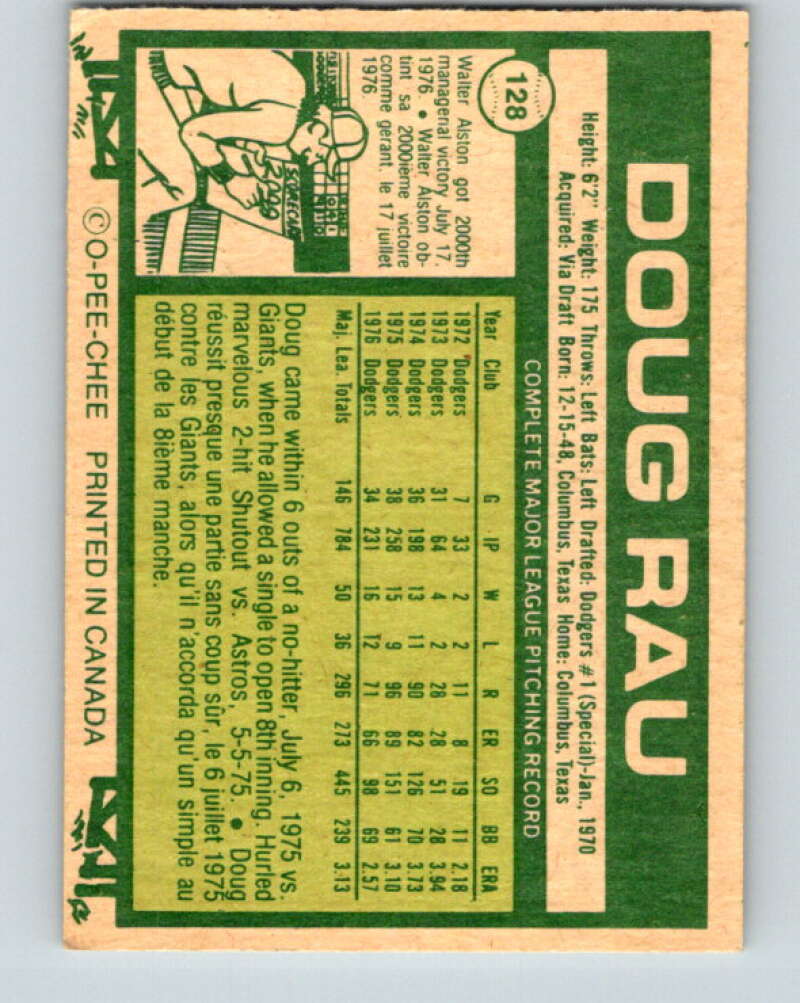 128
DOUG RAU
Height: 6'2" Weight: 175 Throws: Left Bats: Left Drafted: Dodgers #1 (Special)-Jan., 1970
Acquired: Via Draft Born: 12-15-48, Columbus, Texas Home: Columbus, Texas
COMPLETE MAJOR LEAGUE PITCHING RECORD
Year Club G IP W L R ER SO BB ERA
1972 Dodgers 7 33 2 2 11 8 19 11 2.18
1973 Dodgers 31 64 4 2 28 28 51 28 3.94
1974 Dodgers 36 198 13 11 90 82 126 70 3.73
1975 Dodgers 38 258 15 9 96 89 151 61 3.10
1976 Dodgers 34 231 16 12 71 66 98 69 2.57
Maj. Lea. Totals 146 784 50 36 296 273 445 239 3.13
Doug came within 6 outs of a no-hitter, July 6, 1975 vs.
Giants, when he allowed a single to open 8th inning. Hurled
marvelous 2-hit Shutout vs. Astros, 5-5-75. • Doug
réussit presque une partie sans coup sûr, le 6 juillet 1975
contre les Giants, alors qu'il n'accorda qu'un simple au
début de la 8ième manche.
Walter Alston got 2000th
managerial victory July 17,
1976. • Walter Alston ob-
tint sa 2000ième victoire
comme gérant, le 17 juillet
1976.
SCORECARD
©O-PEE-CHEE PRINTED IN CANADA